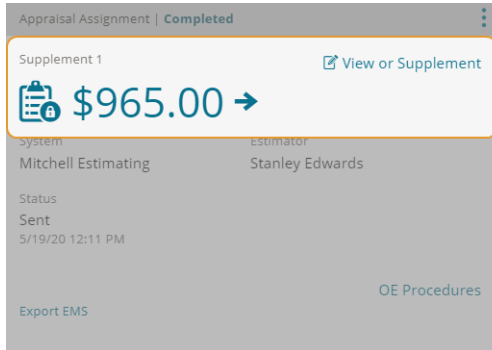 Appraisal Assignment | Completed
Supplement 1
View or Supplement
$965.00
System Estimator
Mitchell Estimating Stanley Edwards
Status
Sent
5/19/20 12:11 PM
OE Procedures
Export EMS